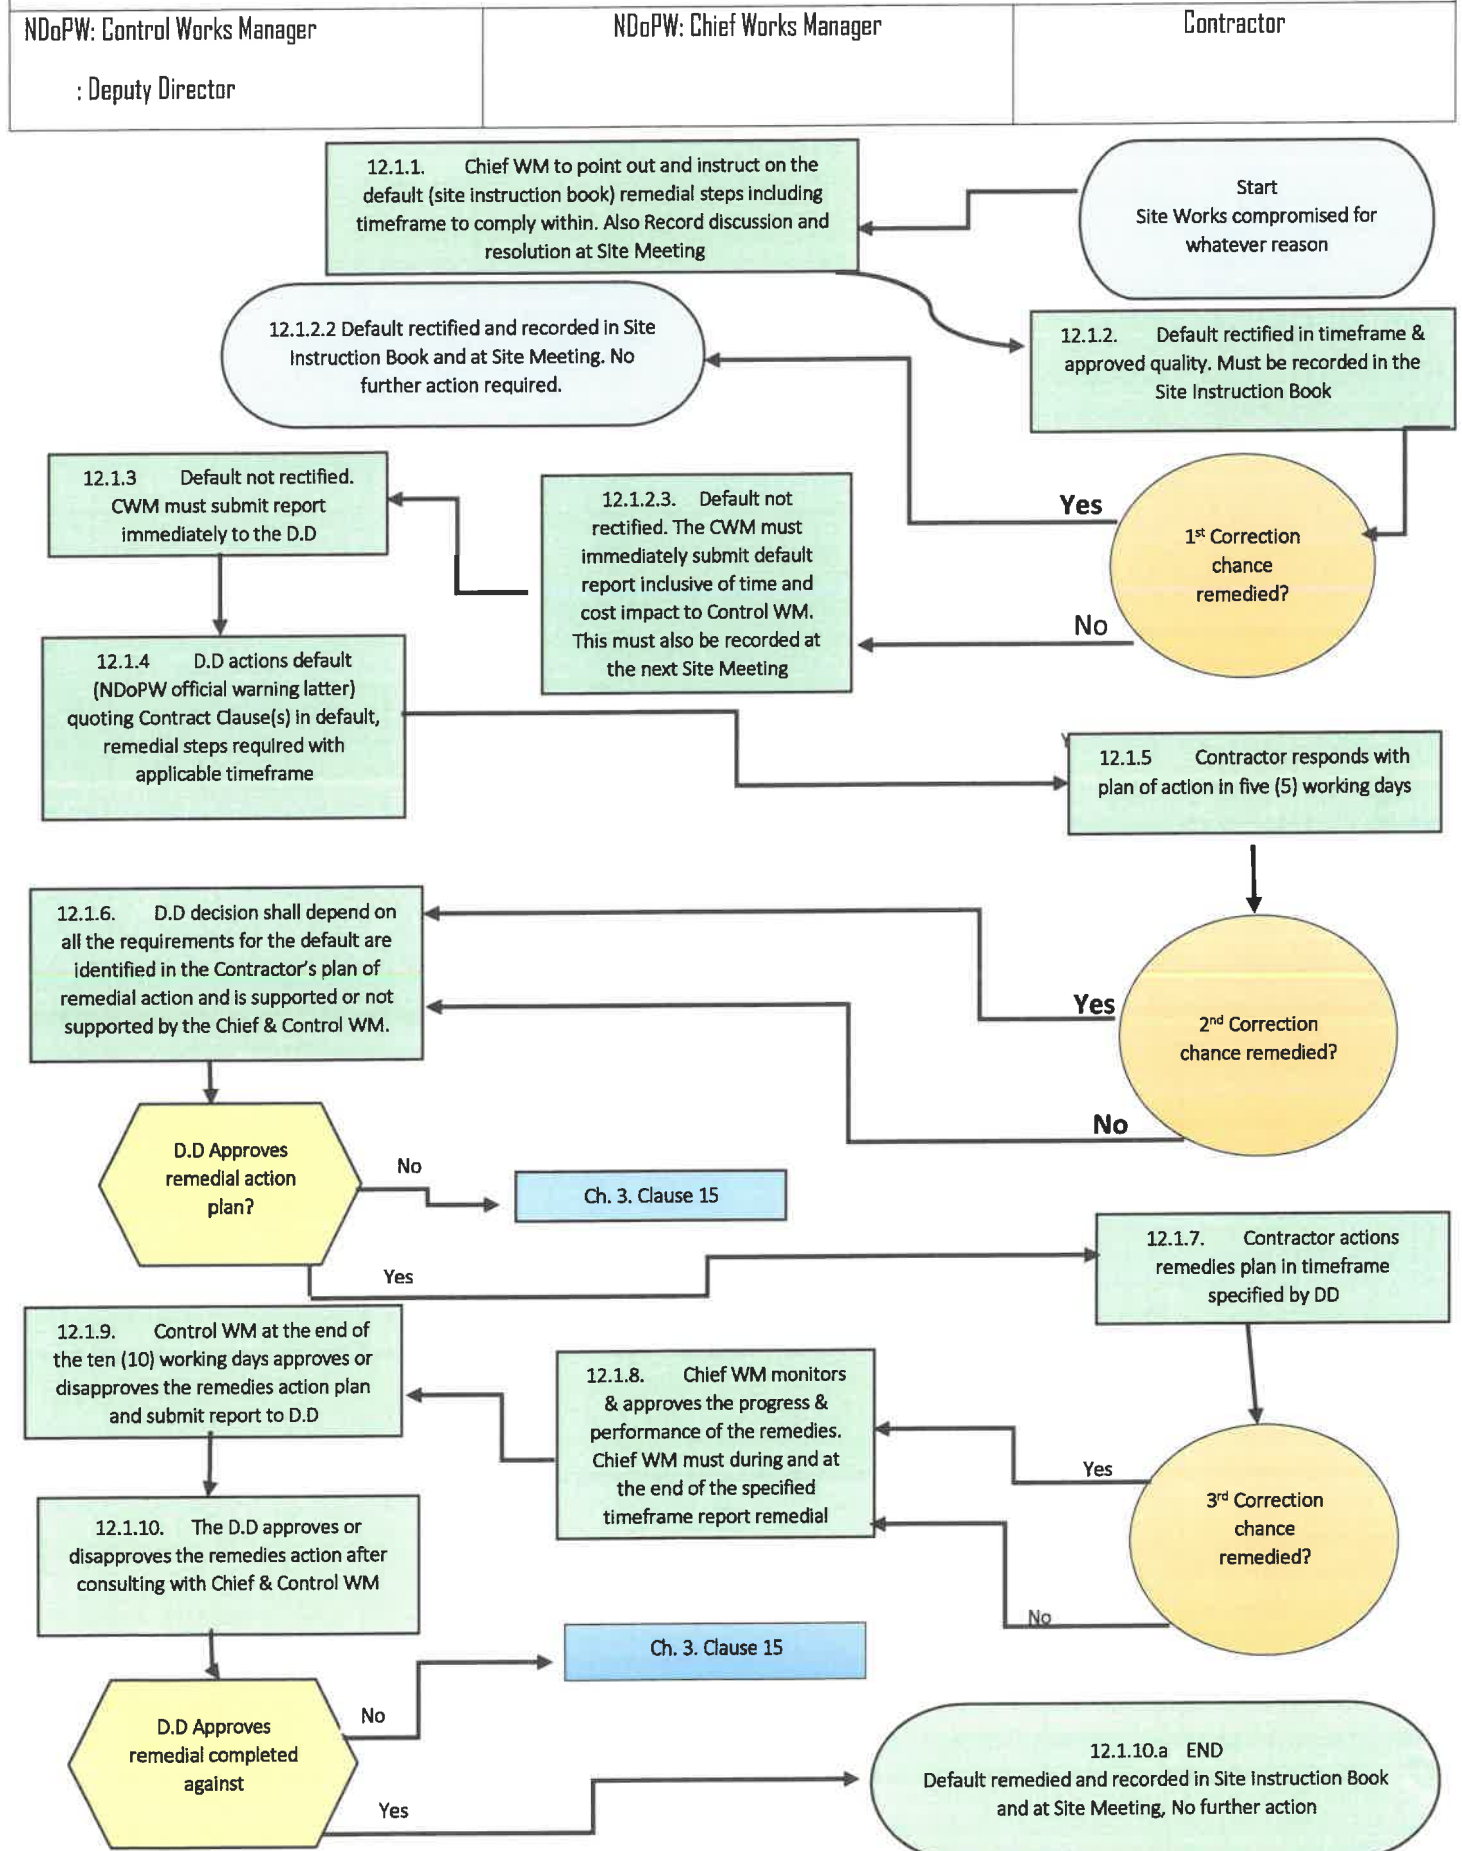 NDoPW: Control Works Manager
: Deputy Director
NDoPW: Chief Works Manager
Contractor
Start
Site Works compromised for
whatever reason
12.1.1. Chief WM to point out and instruct on the
default (site instruction book) remedial steps including
timeframe to comply within. Also Record discussion and
resolution at Site Meeting
12.1.2.2 Default rectified and recorded in Site
Instruction Book and at Site Meeting. No
further action required.
12.1.2. Default rectified in timeframe &
approved quality. Must be recorded in the
Site Instruction Book
1st Correction
chance
remedied?
Yes
No
12.1.2.3. Default not
rectified. The CWM must
immediately submit default
report inclusive of time and
cost impact to Control WM.
This must also be recorded at
the next Site Meeting
12.1.3 Default not rectified.
CWM must submit report
immediately to the D.D
12.1.4 D.D actions default
(NDoPW official warning latter)
quoting Contract Clause(s) in default,
remedial steps required with
applicable timeframe
12.1.5 Contractor responds with
plan of action in five (5) working days
2nd Correction
chance remedied?
Yes
No
12.1.6. D.D decision shall depend on
all the requirements for the default are
identified in the Contractor's plan of
remedial action and is supported or not
supported by the Chief & Control WM.
D.D Approves
remedial action
plan?
No
Ch. 3. Clause 15
Yes
12.1.7. Contractor actions
remedies plan in timeframe
specified by DD
3rd Correction
chance
remedied?
Yes
No
12.1.8. Chief WM monitors
& approves the progress &
performance of the remedies.
Chief WM must during and at
the end of the specified
timeframe report remedial
12.1.9. Control WM at the end of
the ten (10) working days approves or
disapproves the remedies action plan
and submit report to D.D
12.1.10. The D.D approves or
disapproves the remedies action after
consulting with Chief & Control WM
D.D Approves
remedial completed
against
No
Ch. 3. Clause 15
Yes
12.1.10.a END
Default remedied and recorded in Site Instruction Book
and at Site Meeting, No further action